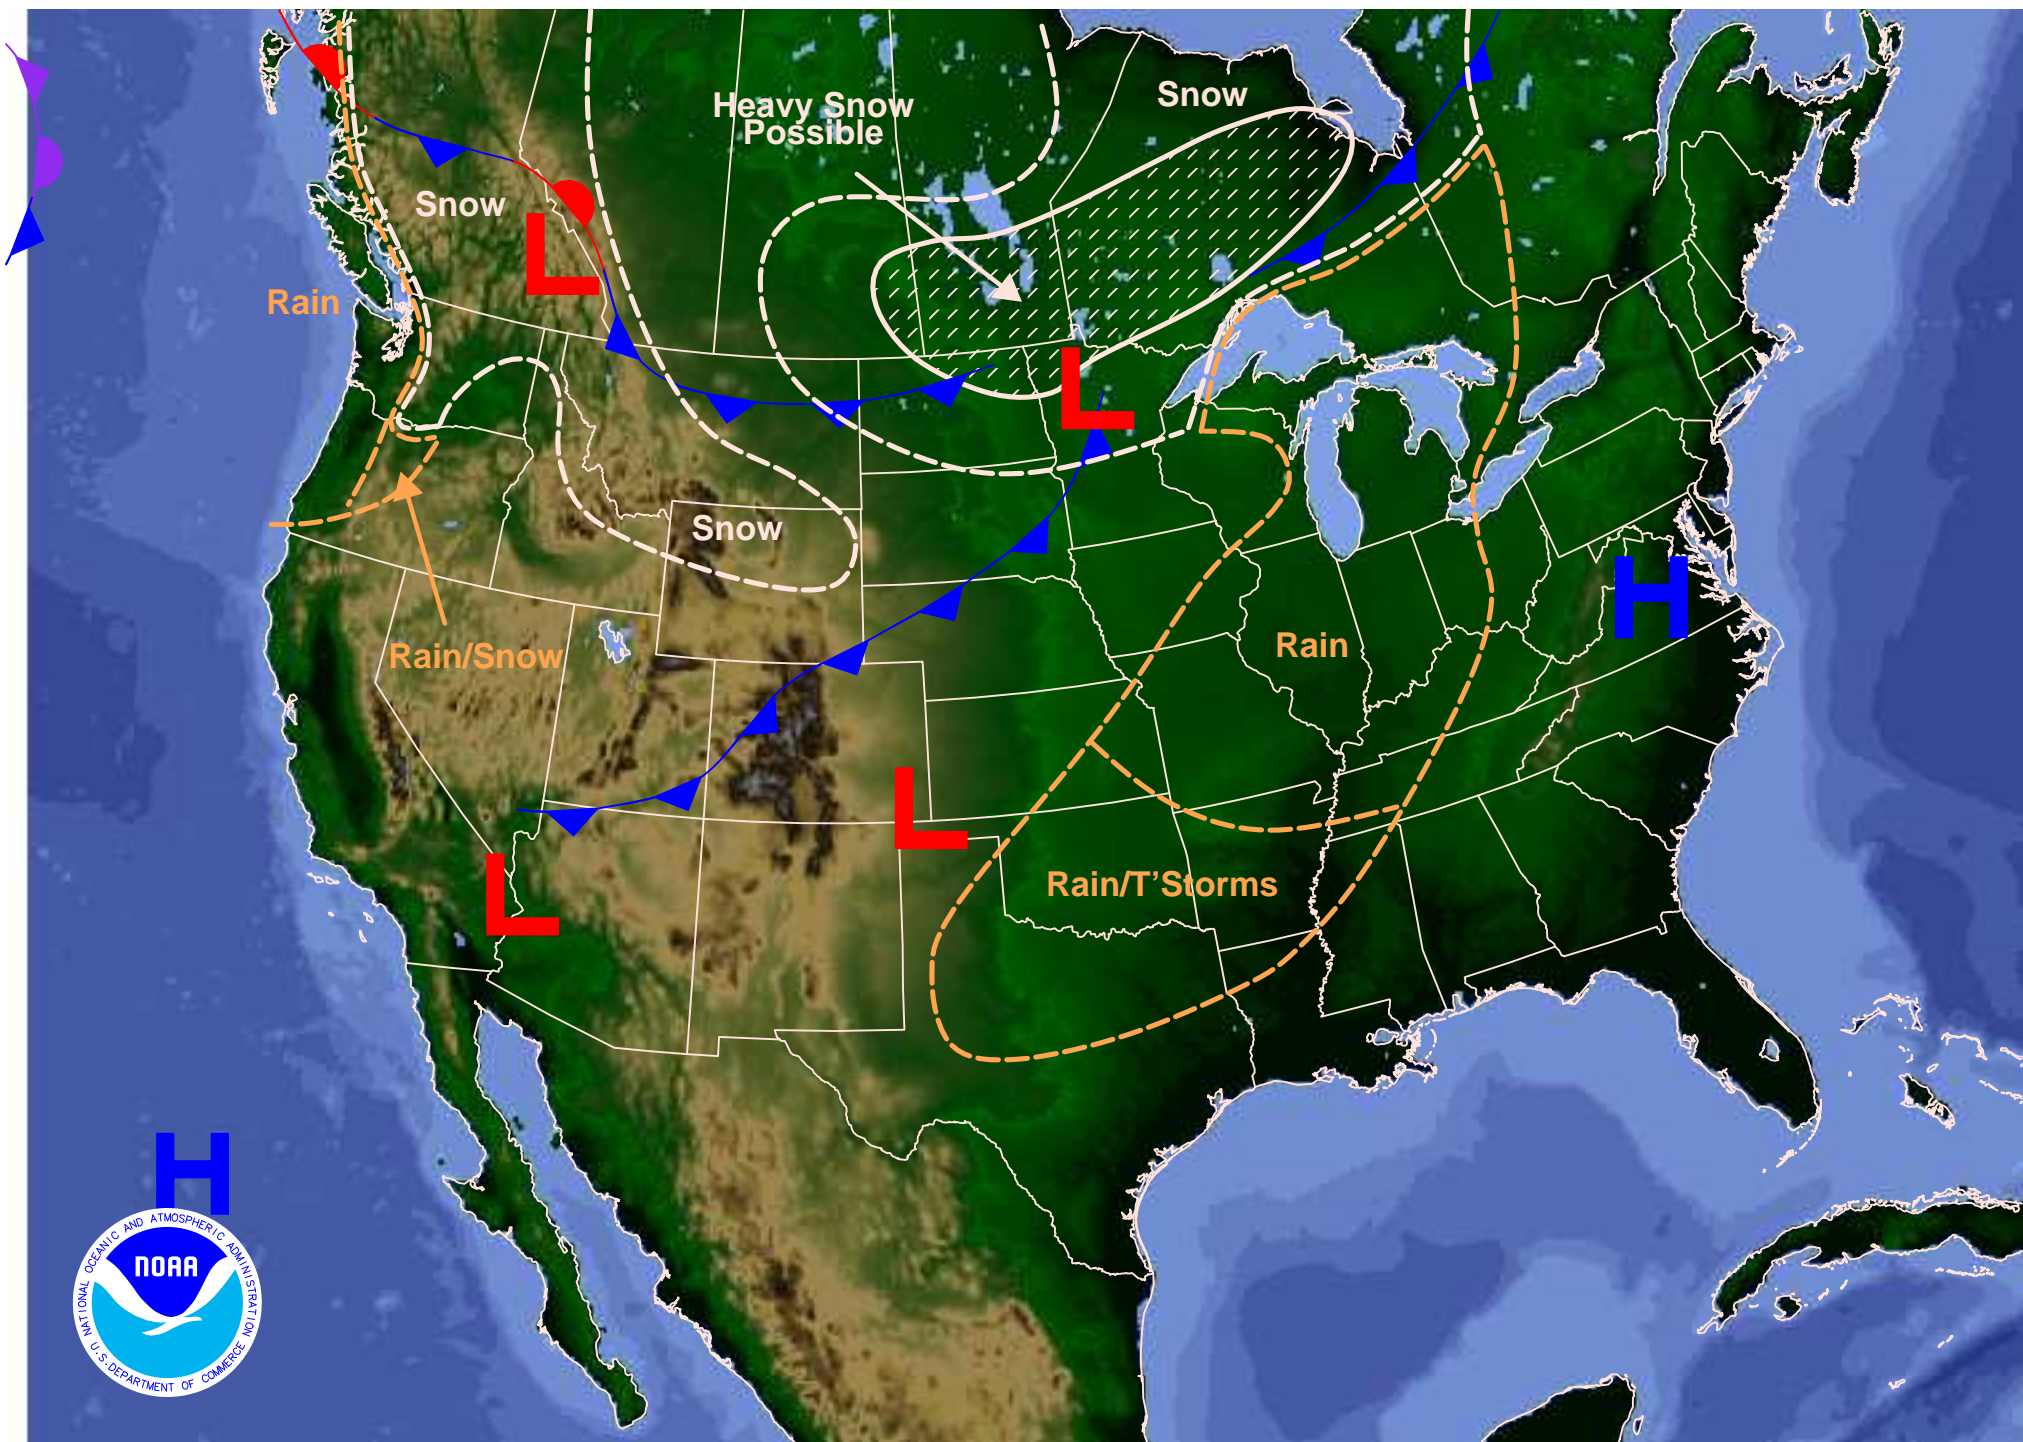 Heavy Snow
Possible
Snow
Snow
Rain
Snow
Rain/Snow
Rain
Rain/T’Storms
L
L
L
L
H
H
NATIONAL OCEANIC AND ATMOSPHERIC ADMINISTRATION
NOAA
U.S. DEPARTMENT OF COMMERCE